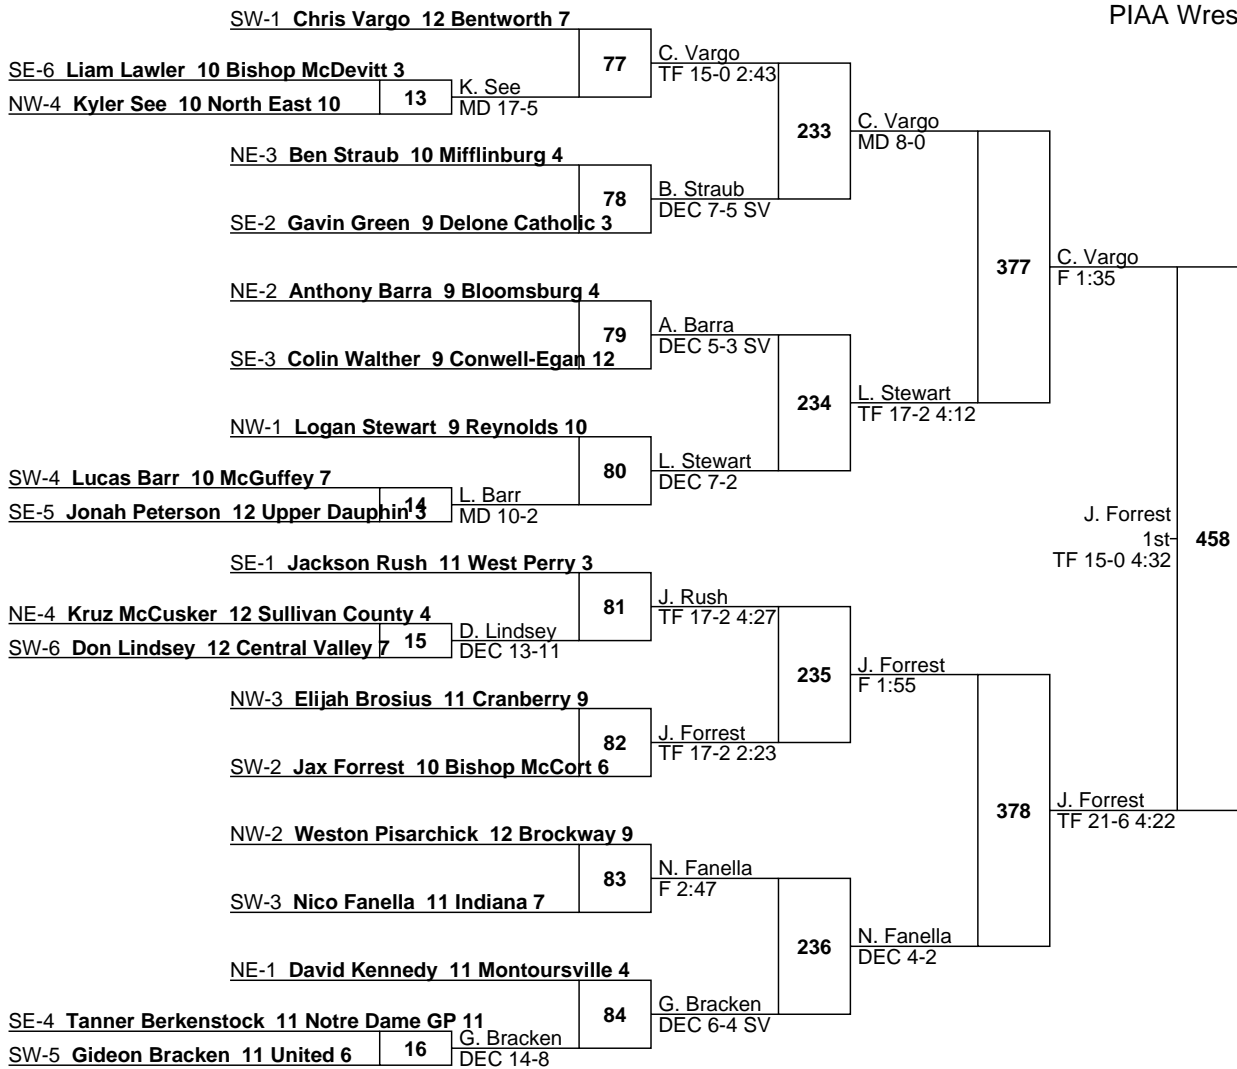 PIAA Wres
SW-1 Chris Vargo 12 Bentworth 7
77
C. Vargo
TF 15-0 2:43
SE-6 Liam Lawler 10 Bishop McDevitt 3
13
K. See
MD 17-5
NW-4 Kyler See 10 North East 10
233
C. Vargo
MD 8-0
NE-3 Ben Straub 10 Mifflinburg 4
78
B. Straub
DEC 7-5 SV
SE-2 Gavin Green 9 Delone Catholic 3
377
C. Vargo
F 1:35
NE-2 Anthony Barra 9 Bloomsburg 4
79
A. Barra
DEC 5-3 SV
SE-3 Colin Walther 9 Conwell-Egan 12
234
L. Stewart
TF 17-2 4:12
NW-1 Logan Stewart 9 Reynolds 10
80
L. Stewart
DEC 7-2
SW-4 Lucas Barr 10 McGuffey 7
14
L. Barr
MD 10-2
SE-5 Jonah Peterson 12 Upper Dauphin 3
J. Forrest
1st
TF 15-0 4:32
458
SE-1 Jackson Rush 11 West Perry 3
81
J. Rush
TF 17-2 4:27
NE-4 Kruz McCusker 12 Sullivan County 4
15
D. Lindsey
DEC 13-11
SW-6 Don Lindsey 12 Central Valley 7
235
J. Forrest
F 1:55
NW-3 Elijah Brosius 11 Cranberry 9
82
J. Forrest
TF 17-2 2:23
SW-2 Jax Forrest 10 Bishop McCort 6
378
J. Forrest
TF 21-6 4:22
NW-2 Weston Pisarchick 12 Brockway 9
83
N. Fanella
F 2:47
SW-3 Nico Fanella 11 Indiana 7
236
N. Fanella
DEC 4-2
NE-1 David Kennedy 11 Montoursville 4
84
G. Bracken
DEC 6-4 SV
SE-4 Tanner Berkenstock 11 Notre Dame GP 11
16
G. Bracken
DEC 14-8
SW-5 Gideon Bracken 11 United 6